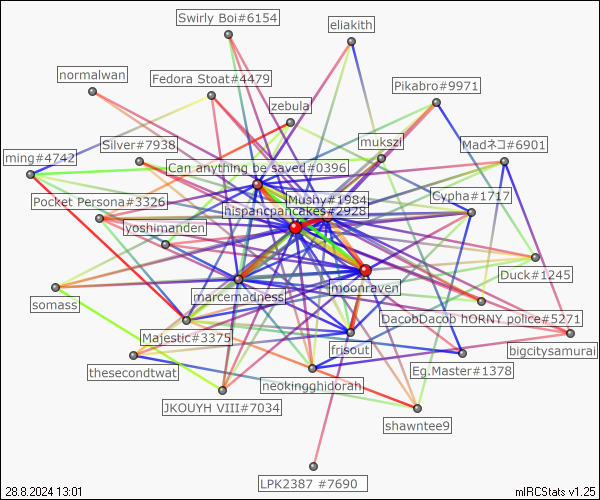 Swirly Boi#6154
eliakith
normalwan
Fedora Stoat#4479
Pikabro#9971
zebula
Silver#7938
mukszi
Madネコ#6901
ming#4742
Can anything be saved#0396
Pocket Persona#3326
Mushy#1984
Cypha#1717
hispancpancakes#2928
yoshimanden
Duck#1245
somass
marcemadness
moonraven
DacobDacob hORNY police#5271
Majestic#3375
frisout
bigcitysamurai
thesecondtwat
Eg.Master#1378
neokingghidorah
JKOUYH VIII#7034
shawntee9
LPK2387 #7690
28.8.2024 13:01
mIRCStats v1.25